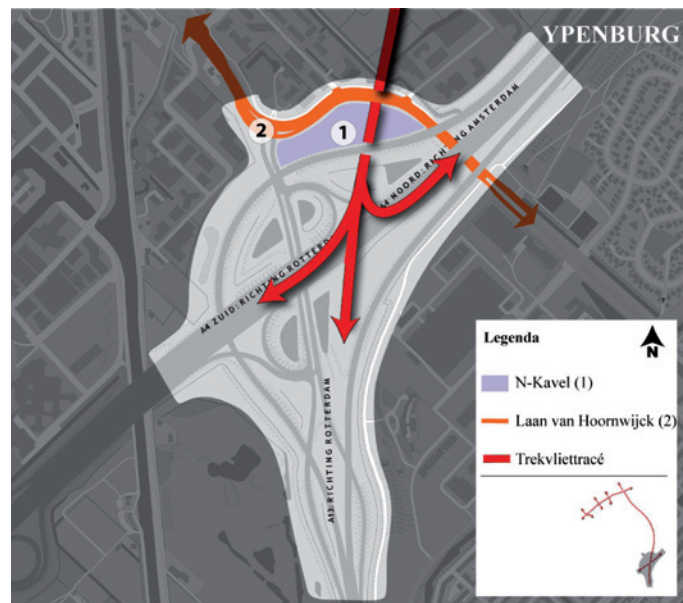 YPENBURG
2
1
A4 NOORD: RICHTING AMSTERDAM
A4 ZUID: RICHTING ROTTERD
A13: RICHTING ROTTERDAM
Legenda
N
N-Kavel (1)
Laan van Hoornwijck (2)
Trekvliettracé